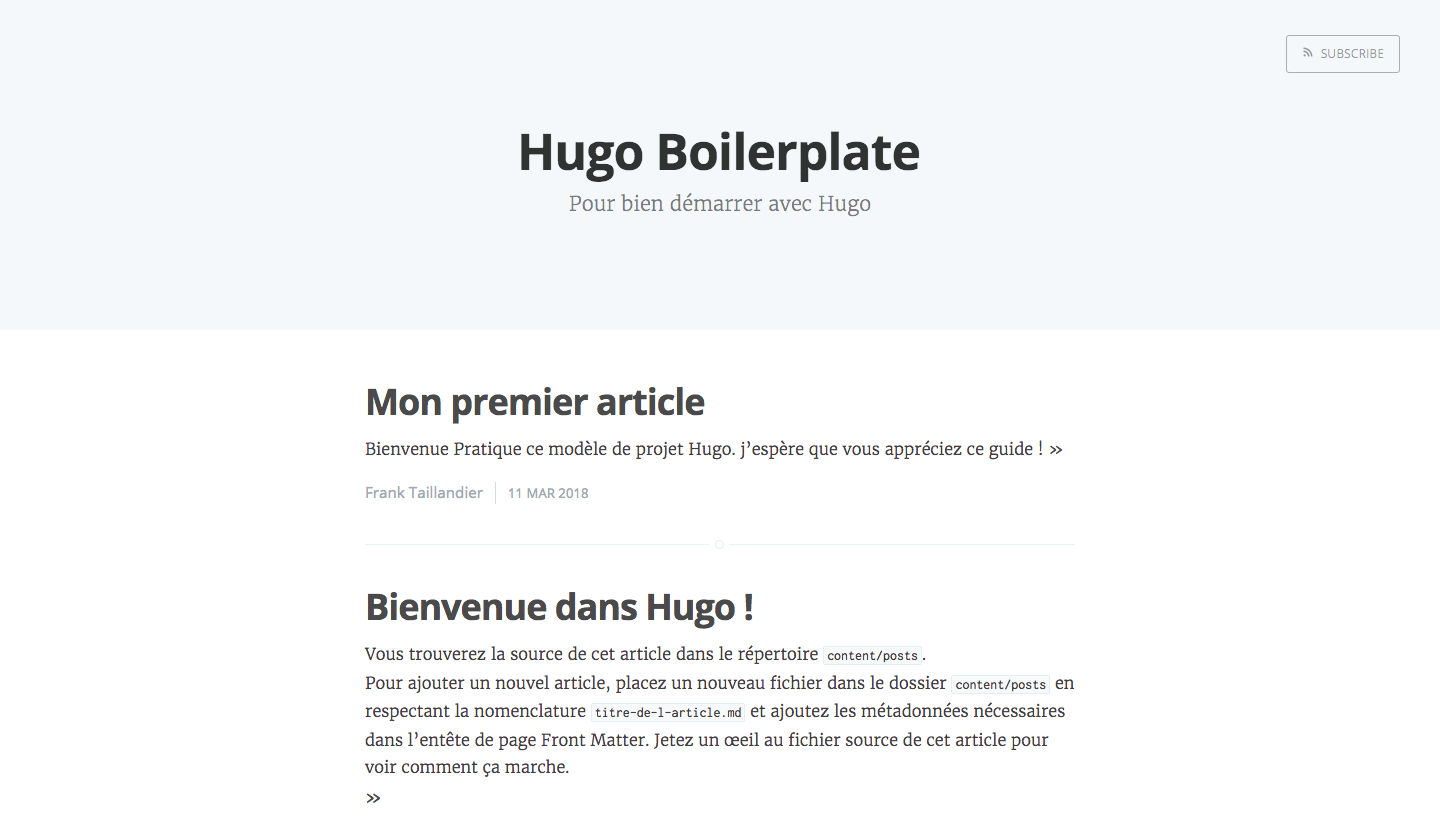 SUBSCRIBE
Hugo Boilerplate
Pour bien démarrer avec Hugo
Mon premier article
Bienvenue Pratique ce modèle de projet Hugo. j’espère que vous appréciez ce guide ! »
Frank Taillandier
11 MAR 2018
Bienvenue dans Hugo !
Vous trouverez la source de cet article dans le répertoire content/posts.
Pour ajouter un nouvel article, placez un nouveau fichier dans le dossier content/posts en
respectant la nomenclature titre-de-l-article.md et ajoutez les métadonnées nécessaires
dans l’entête de page Front Matter. Jetez un œeil au fichier source de cet article pour
voir comment ça marche.
»